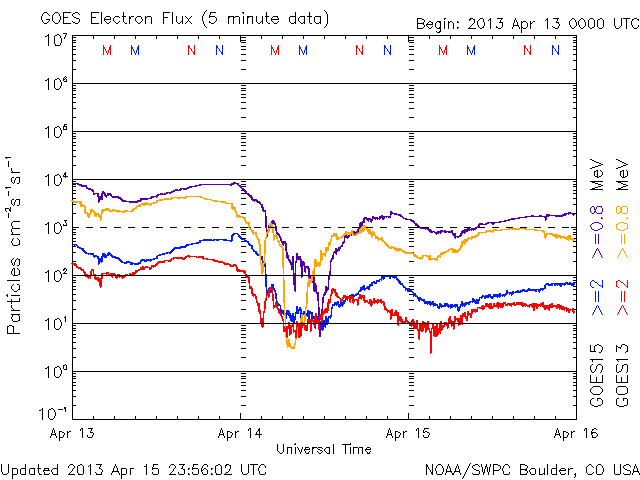 GOES Electron Flux (5 minute data)
Begin: 2013 Apr 13 0000 UTC
10⁷
M M N N M M N N M M N N
10⁶
10⁵
10⁴
10³
10²
10¹
10⁰
10⁻¹
Particles cm⁻²s⁻¹sr⁻¹
Apr 13 Apr 14 Apr 15 Apr 16
Universal Time
GOES15 >=2 >=0.8 MeV
GOES13 >=2 >=0.8 MeV
Updated 2013 Apr 15 23:56:02 UTC
NOAA/SWPC Boulder, CO USA